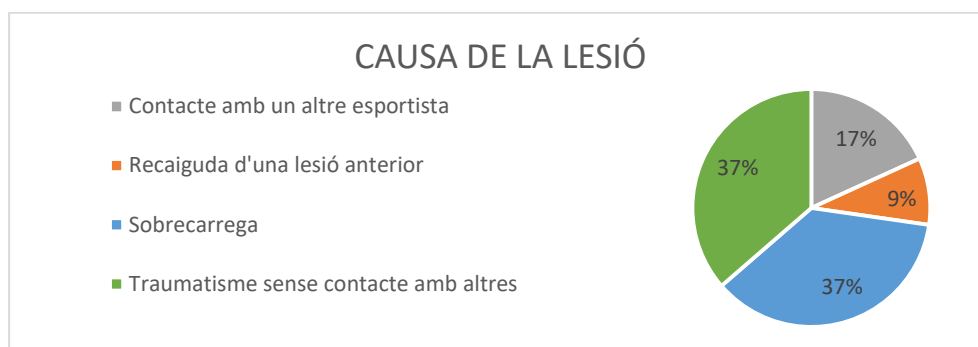 CAUSA DE LA LESIÓ
Contacte amb un altre esportista
Recaiguda d'una lesió anterior
Sobrecarrega
Traumatisme sense contacte amb altres
17%
9%
37%
37%